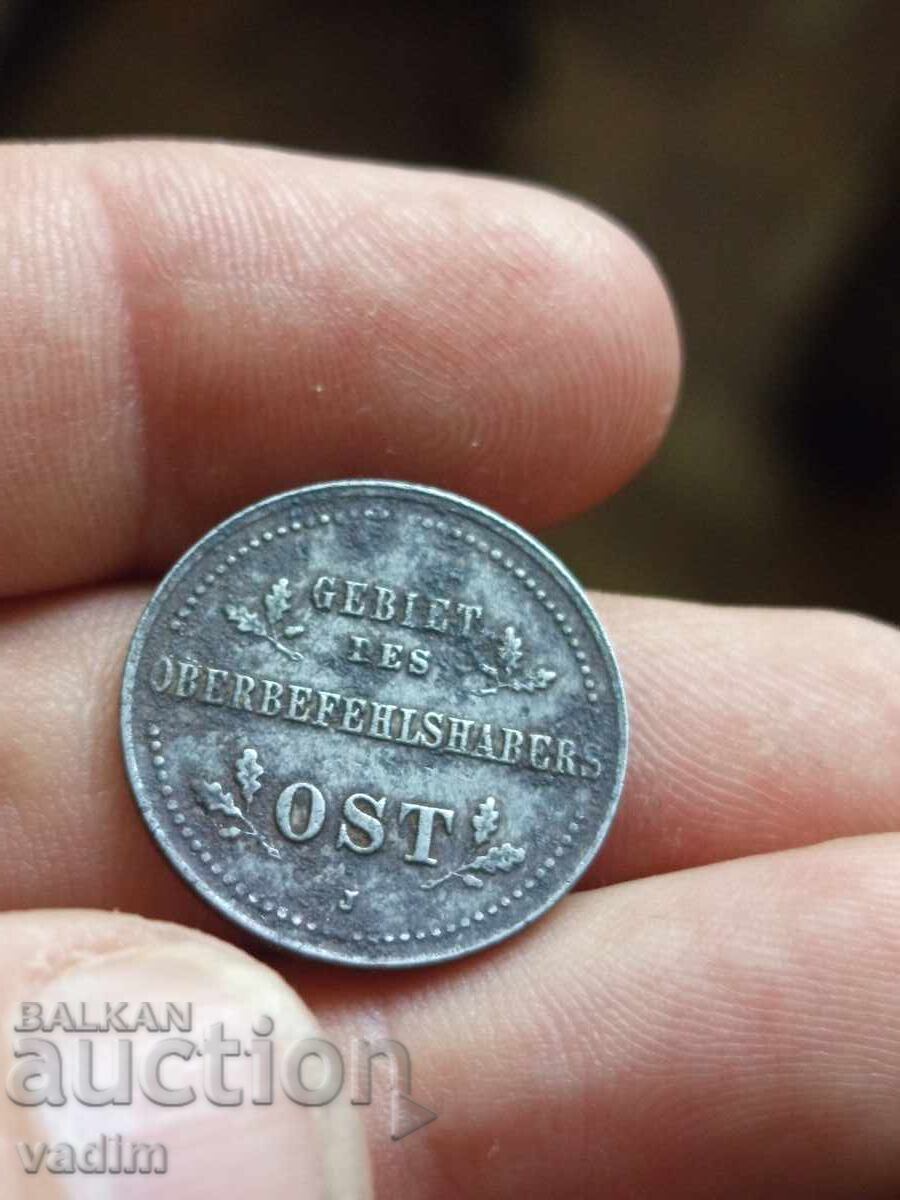 GEBIET
DES
OBERBEFEHLSHABERS
OST
J
BALKAN
auction
vadim